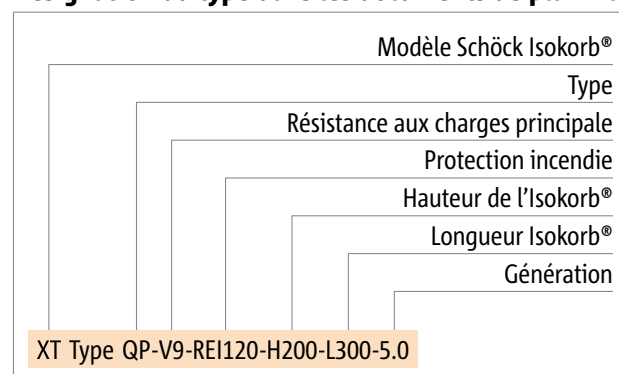 Modèle Schöck Isokorb®
Type
Résistance aux charges principale
Protection incendie
Hauteur de l'Isokorb®
Longueur Isokorb®
Génération
XT Type QP-V9-REI120-H200-L300-5.0